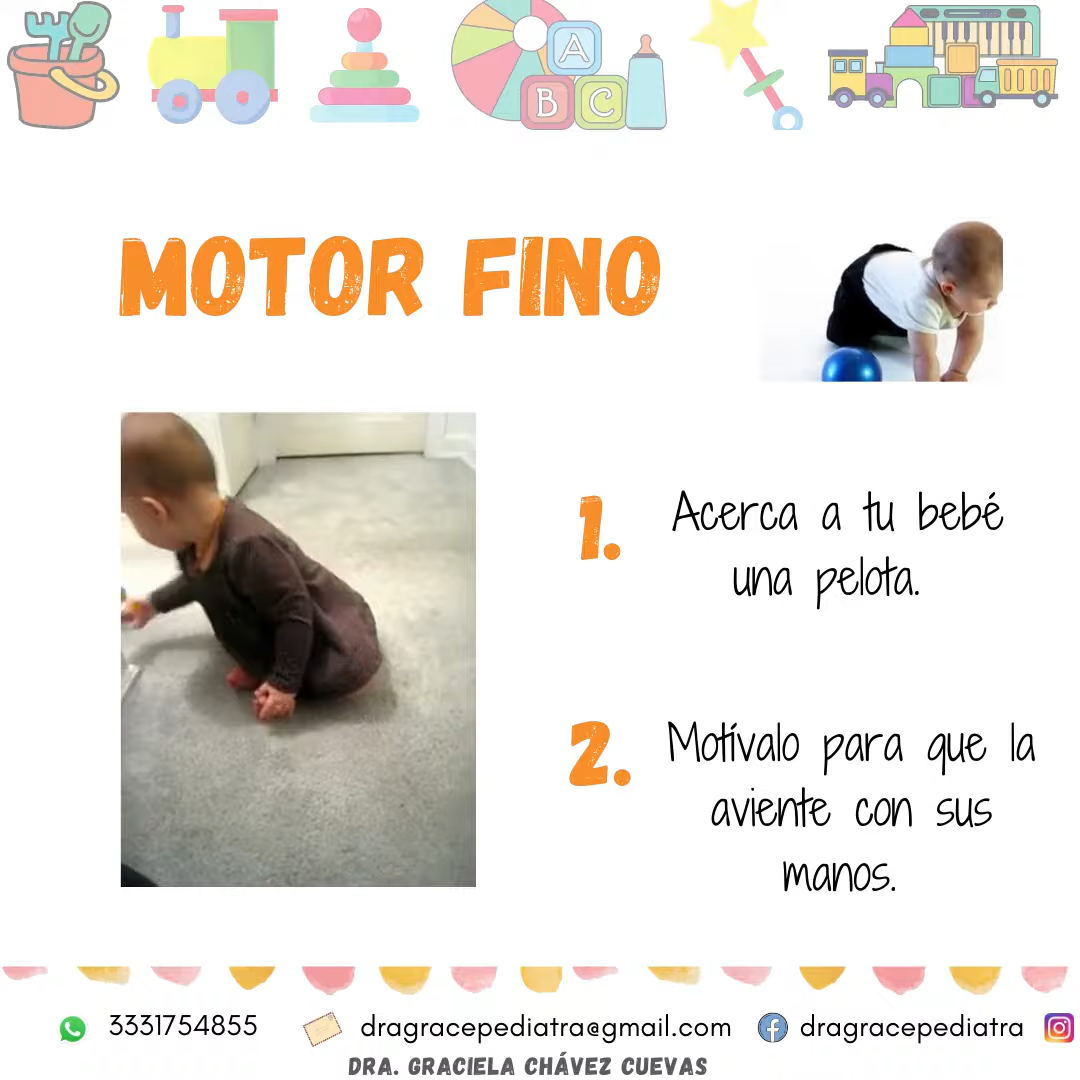 A
B C
MOTOR FINO
1. Acerca a tu bebé
una pelota.
2. Motívalo para que la
aviente con sus
manos.
3331754855 dragracepediatra@gmail.com dragracepediatra
DRA. GRACIELA CHÁVEZ CUEVAS